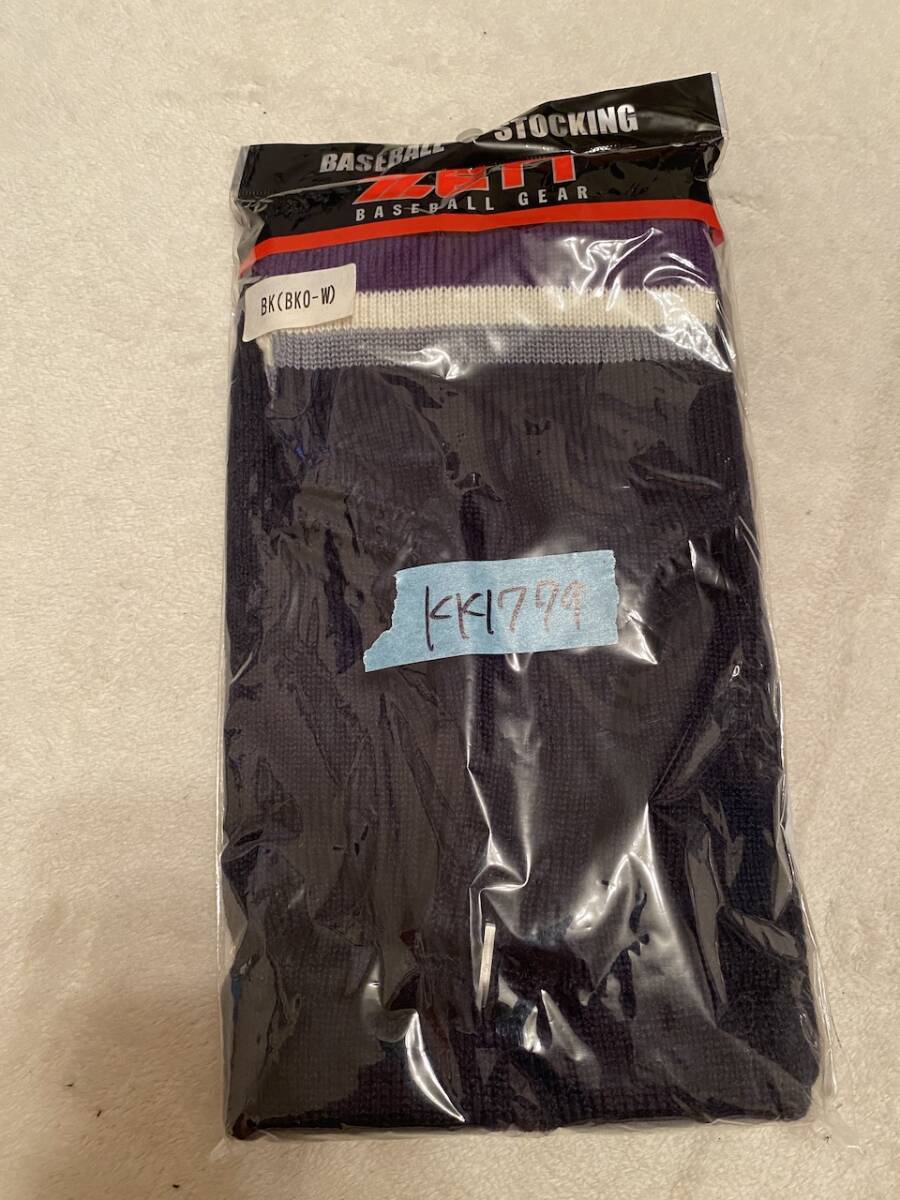 BASEBALL STOCKING
ZETT
BASEBALL GEAR
BK(BKO-W)
KK1779